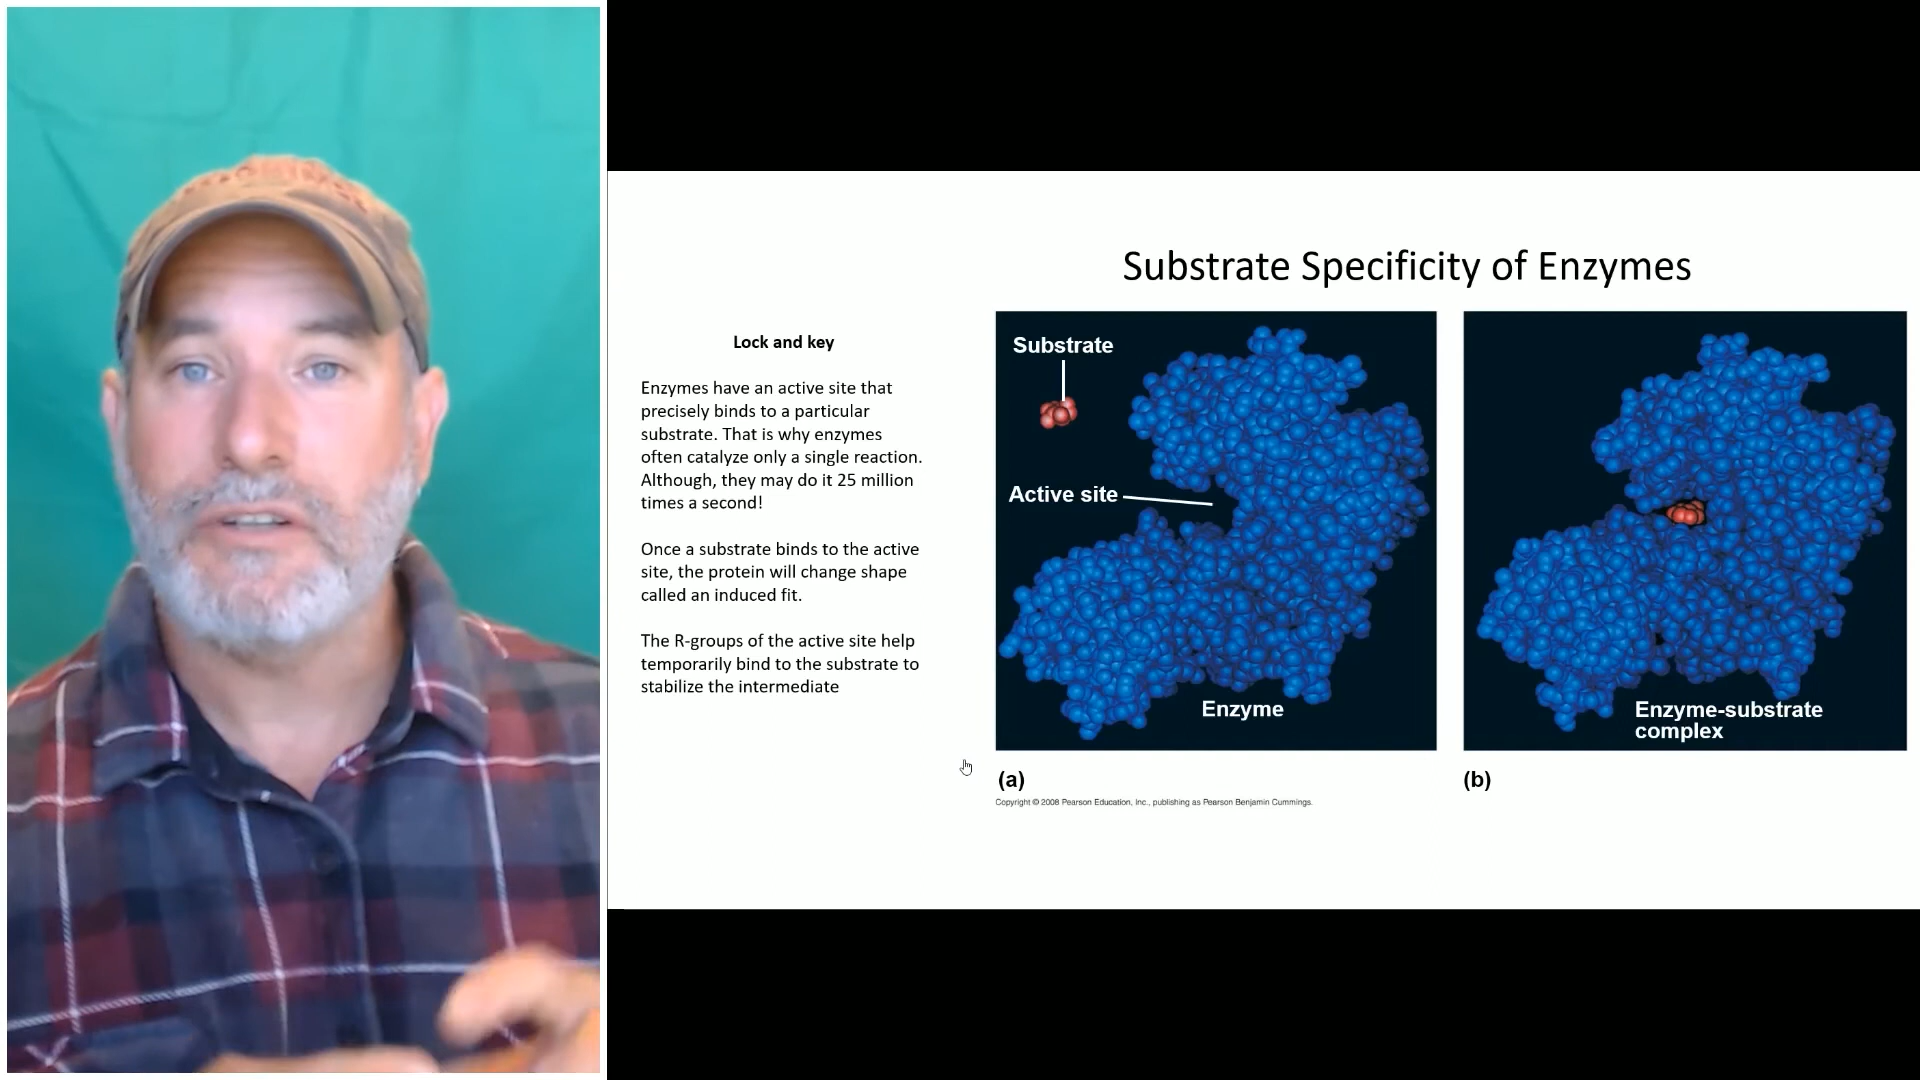 Substrate Specificity of Enzymes
Lock and key
Enzymes have an active site that
precisely binds to a particular
substrate. That is why enzymes
often catalyze only a single reaction.
Although, they may do it 25 million
times a second!
Once a substrate binds to the active
site, the protein will change shape
called an induced fit.
The R-groups of the active site help
temporarily bind to the substrate to
stabilize the intermediate
Substrate
Active site
Enzyme
(a)
Enzyme-substrate
complex
(b)
Copyright © 2008 Pearson Education, Inc., publishing as Pearson Benjamin Cummings.